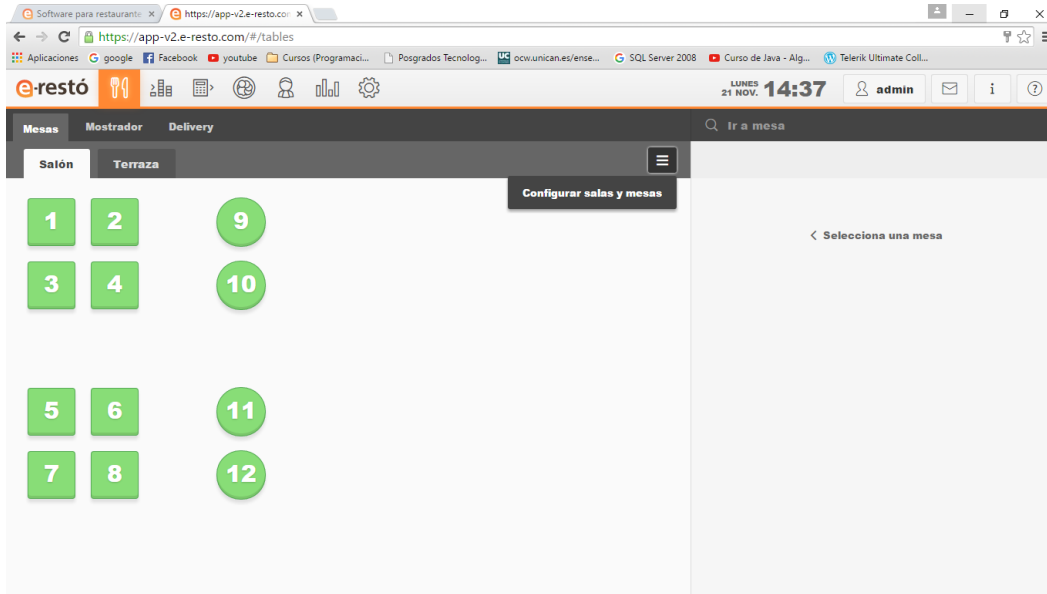 Software para restaurante
https://app-v2.e-resto.con
https://app-v2.e-resto.com/#/tables
Aplicaciones google Facebook youtube Cursos (Programaci... Posgrados Tecnolog... ocw.unican.es/ense... SQL Server 2008 Curso de Java - Alg... Telerik Ultimate Coll...
e·restó LUNES 21 NOV. 14:37 admin i ?
Mesas Mostrador Delivery Ir a mesa
Salón Terraza
Configurar salas y mesas
1 2 9
Selecciona una mesa
3 4 10
5 6 11
7 8 12